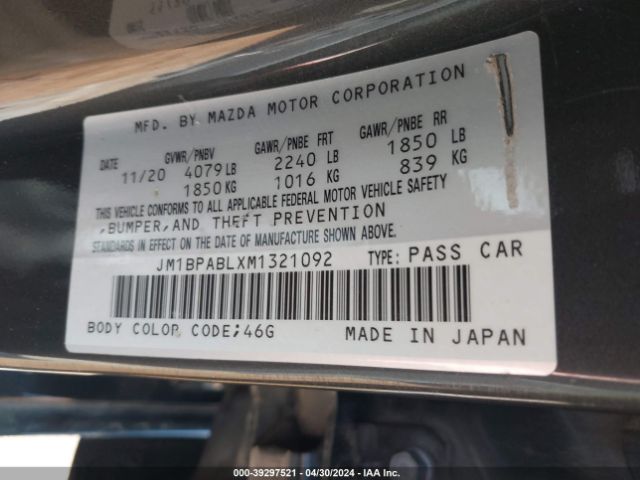 MFD. BY MAZDA MOTOR CORPORATION
DATE GVWR/PNBV GAWR/PNBE FRT GAWR/PNBE RR
11/20 4079 LB 2240 LB 1850 LB
1850 KG 1016 KG 839 KG
THIS VEHICLE CONFORMS TO ALL APPLICABLE FEDERAL MOTOR VEHICLE SAFETY
,BUMPER,AND THEFT PREVENTION
STANDARDS IN EFFECT ON THE DATE OF MANUFACTURE SHOWN ABOVE.
JM1BPABLXM1321092 TYPE: PASS CAR
BODY COLOR CODE;46G MADE IN JAPAN
000-39297521 - 04/30/2024 - IAA Inc.